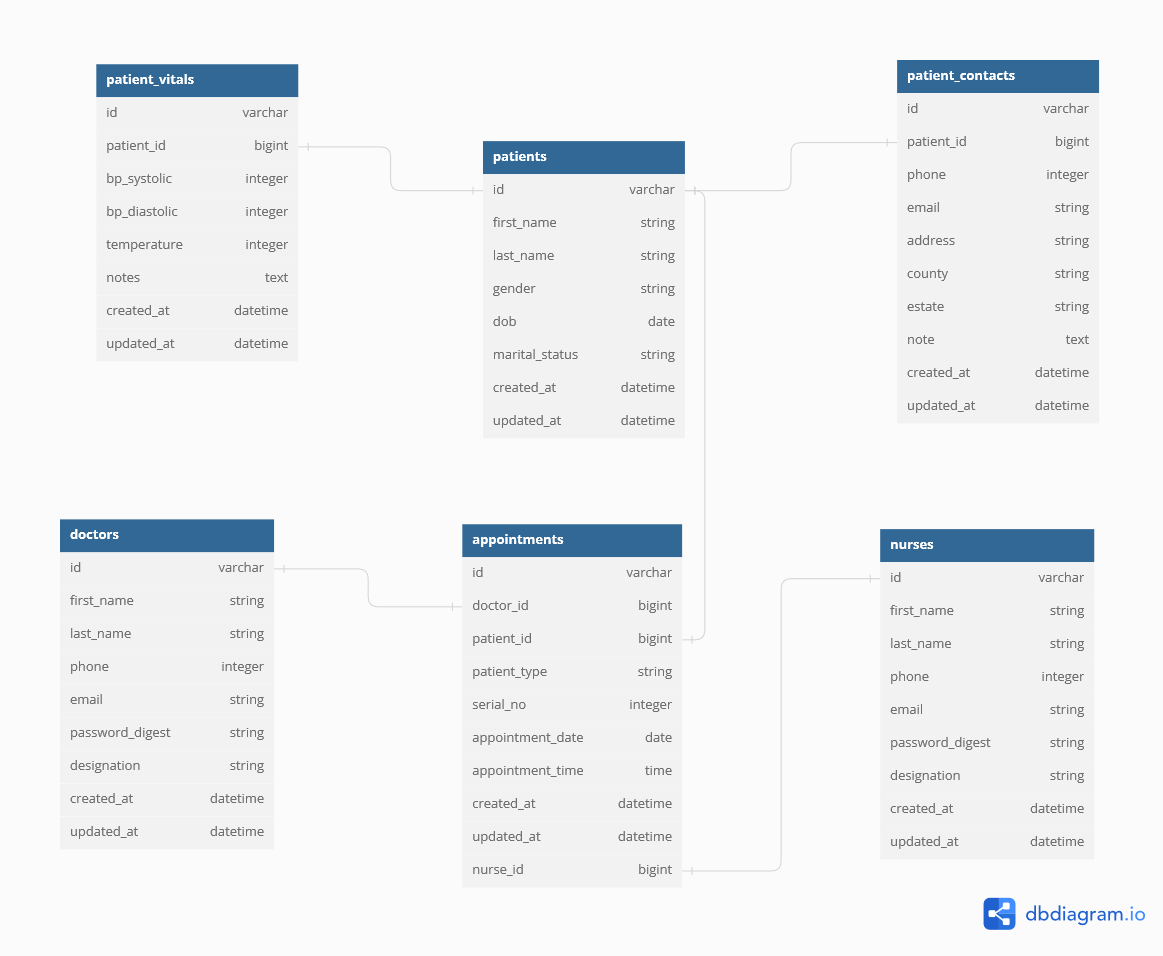 patient_vitals
id varchar
patient_id bigint
bp_systolic integer
bp_diastolic integer
temperature integer
notes text
created_at datetime
updated_at datetime
patients
id varchar
first_name string
last_name string
gender string
dob date
marital_status string
created_at datetime
updated_at datetime
patient_contacts
id varchar
patient_id bigint
phone integer
email string
address string
county string
estate string
note text
created_at datetime
updated_at datetime
doctors
id varchar
first_name string
last_name string
phone integer
email string
password_digest string
designation string
created_at datetime
updated_at datetime
appointments
id varchar
doctor_id bigint
patient_id bigint
patient_type string
serial_no integer
appointment_date date
appointment_time time
created_at datetime
updated_at datetime
nurse_id bigint
nurses
id varchar
first_name string
last_name string
phone integer
email string
password_digest string
designation string
created_at datetime
updated_at datetime
dbdiagram.io